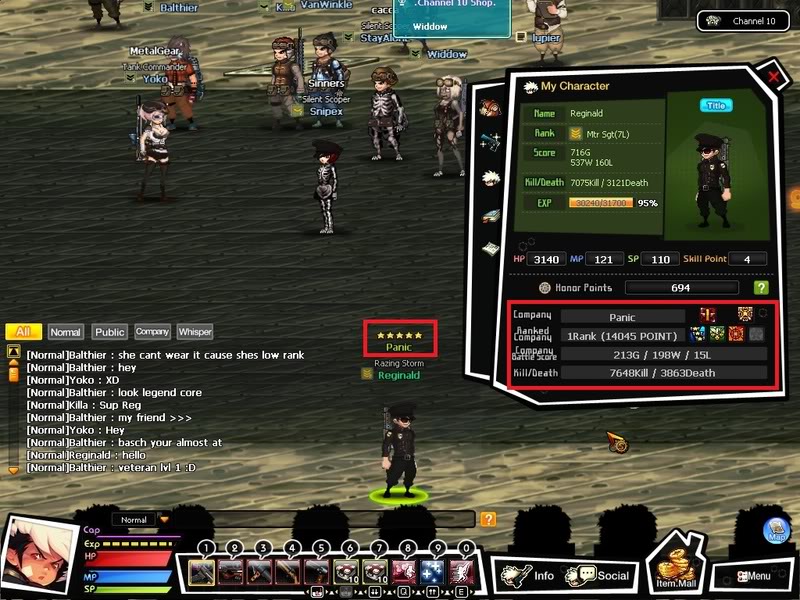 .Channel 10 Shop.
Widdow
Channel 10
Balthier
VanWinkle
StayAlone
lupier
Widdow
MetalGear
Tank Commander
Yoko
Sinners
Silent Scoper
Snipex
My Character
Title
Name Reginald
Rank Mtr Sgt(7L)
Score 716G
537W 160L
Kill/Death 7075Kill / 3121Death
EXP 30240/31700 95%
HP 3140 MP 121 SP 110 Skill Point 4
Honor Points 694 ?
Company Panic
Ranked Company 1Rank (14045 POINT)
Company Battle Score 213G / 198W / 15L
Kill/Death 7648Kill / 3863Death
All Normal Public Company Whisper
[Normal]Balthier : she cant wear it cause shes low rank
[Normal]Balthier : hey
[Normal]Yoko : XD
[Normal]Balthier : look legend core
[Normal]Killa : Sup Reg
[Normal]Balthier : my friend >>>
[Normal]Yoko : Hey
[Normal]Balthier : basch your almost at
[Normal]Reginald : hello
[Normal]Balthier : veteran lvl 1 :D
Panic
Razing Storm
Reginald
Normal ?
Cap
Exp
HP
MP
SP
1 2 3 4 5 6 7 8 9 0
10 10
Q E
Info Social Item.Mall Menu
Map